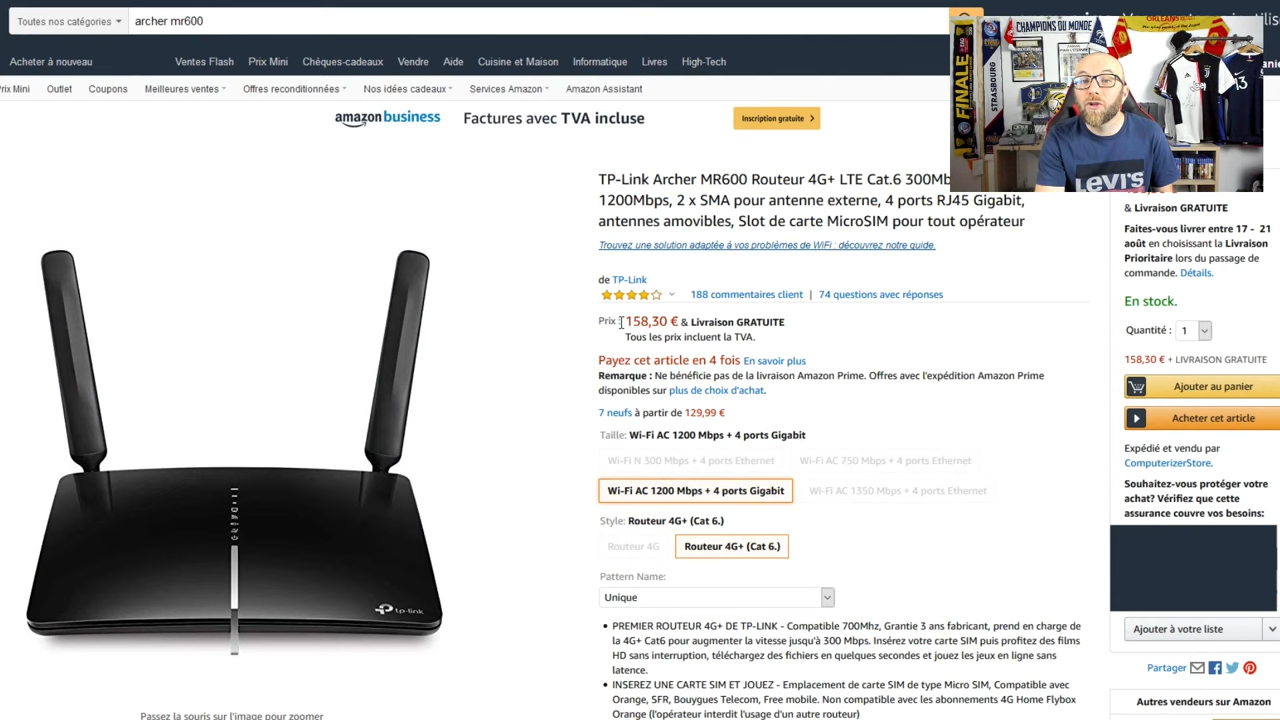 Toutes nos catégories
archer mr600
Acheter à nouveau
Ventes Flash
Prix Mini
Chèques-cadeaux
Vendre
Aide
Cuisine et Maison
Informatique
Livres
High-Tech
Prix Mini
Outlet
Coupons
Meilleures ventes
Offres reconditionnées
Nos idées cadeaux
Services Amazon
Amazon Assistant
amazon business
Factures avec TVA incluse
Inscription gratuite
CHAMPIONS DU MONDE
ORLEANS
FINALE
STRASBOURG
13
LEVI'S
TP-Link Archer MR600 Routeur 4G+ LTE Cat.6 300Mb
1200Mbps, 2 x SMA pour antenne externe, 4 ports RJ45 Gigabit,
antennes amovibles, Slot de carte MicroSIM pour tout opérateur
Trouvez une solution adaptée à vos problèmes de WiFi : découvrez notre guide.
de TP-Link
188 commentaires client | 74 questions avec réponses
Prix : 158,30 € & Livraison GRATUITE
Tous les prix incluent la TVA.
Payez cet article en 4 fois En savoir plus
Remarque : Ne bénéficie pas de la livraison Amazon Prime. Offres avec l'expédition Amazon Prime
disponibles sur plus de choix d'achat.
7 neufs à partir de 129,99 €
Taille: Wi-Fi AC 1200 Mbps + 4 ports Gigabit
Wi-Fi N 300 Mbps + 4 ports Ethernet
Wi-Fi AC 750 Mbps + 4 ports Ethernet
Wi-Fi AC 1200 Mbps + 4 ports Gigabit
Wi-Fi AC 1350 Mbps + 4 ports Ethernet
Style: Routeur 4G+ (Cat 6.)
Routeur 4G
Routeur 4G+ (Cat 6.)
Pattern Name:
Unique
• PREMIER ROUTEUR 4G+ DE TP-LINK - Compatible 700Mhz, Grantie 3 ans fabricant, prend en charge de
la 4G+ Cat6 pour augmenter la vitesse jusqu'à 300 Mbps. Insérez votre carte SIM puis profitez des films
HD sans interruption, téléchargez des fichiers en quelques secondes et jouez les jeux en ligne sans
latence.
• INSEREZ UNE CARTE SIM ET JOUEZ - Emplacement de carte SIM de type Micro SIM, Compatible avec
Orange, SFR, Bouygues Telecom, Free mobile. Non compatible avec les abonnements 4G Home Flybox
Orange (l'opérateur interdit l'usage d'un autre routeur)
tp-link
Passez la souris sur l'image pour zoomer
& Livraison GRATUITE
Faites-vous livrer entre 17 - 21
août en choisissant la Livraison
Prioritaire lors du passage de
commande. Détails.
En stock.
Quantité : 1
158,30 € + LIVRAISON GRATUITE
Ajouter au panier
Acheter cet article
Expédié et vendu par
ComputerizerStore.
Souhaitez-vous protéger votre
achat? Vérifiez que cette
assurance couvre vos besoins:
Ajouter à votre liste
Partager
Autres vendeurs sur Amazon